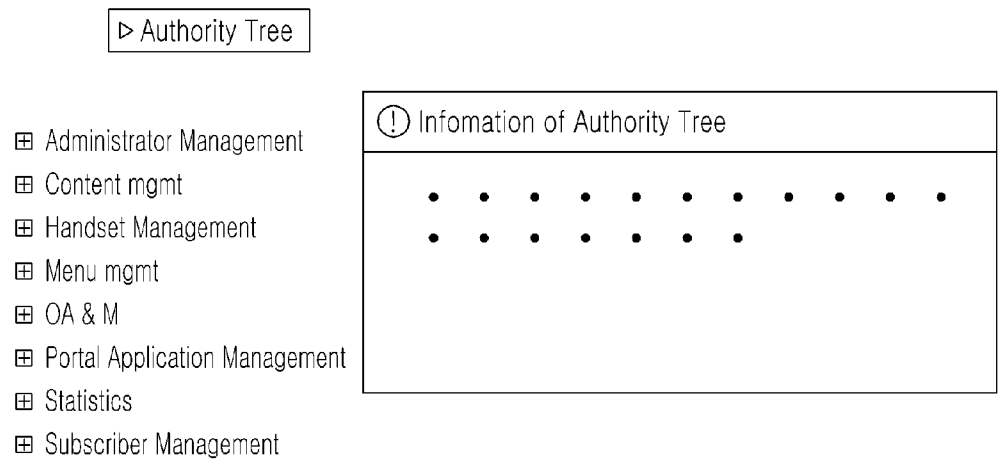 ▷ Authority Tree
⊞ Administrator Management
⊞ Content mgmt
⊞ Handset Management
⊞ Menu mgmt
⊞ OA & M
⊞ Portal Application Management
⊞ Statistics
⊞ Subscriber Management
! Infomation of Authority Tree